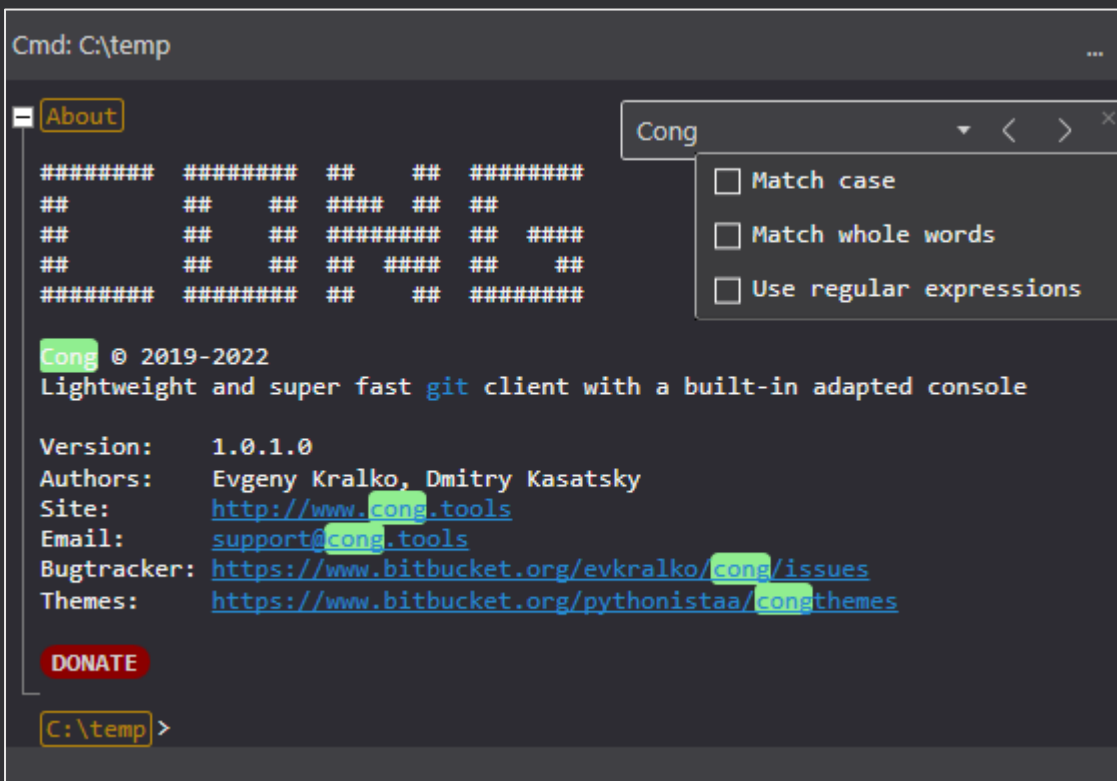 Cmd: C:\temp ...
About
Cong
Match case
Match whole words
Use regular expressions
########  ########  ##    ##  ########
##        ##    ##  ####  ##  ##
##        ##    ##  ########  ##  ####
##        ##    ##  ##  ####  ##    ##
########  ########  ##    ##  ########
Cong © 2019-2022
Lightweight and super fast git client with a built-in adapted console
Version:    1.0.1.0
Authors:    Evgeny Kralko, Dmitry Kasatsky
Site:       http://www.cong.tools
Email:      support@cong.tools
Bugtracker: https://www.bitbucket.org/evkralko/cong/issues
Themes:     https://www.bitbucket.org/pythonistaa/congthemes
DONATE
C:\temp>